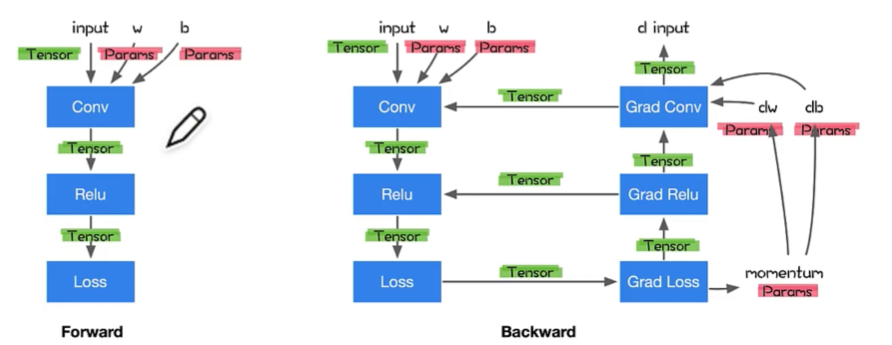 input w b
Tensor Params Params
Conv
Tensor
Relu
Tensor
Loss
Forward
input w b
Tensor Params Params
Conv
Tensor
Relu
Tensor
Loss
Tensor
Tensor
Tensor
d input
Tensor
Grad Conv
Tensor
Grad Relu
Tensor
Grad Loss
dw db
Params Params
momentum
Params
Backward